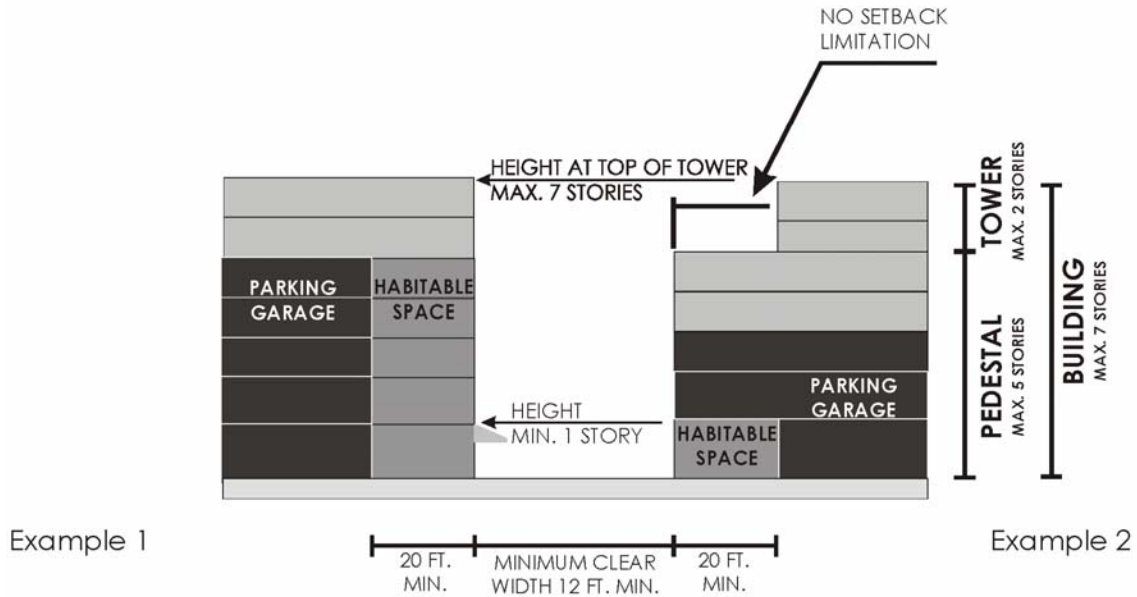 NO SETBACK
LIMITATION
HEIGHT AT TOP OF TOWER
MAX. 7 STORIES
TOWER
MAX. 2 STORIES
PARKING
GARAGE
HABITABLE
SPACE
BUILDING
MAX. 7 STORIES
PEDESTAL
MAX. 5 STORIES
PARKING
GARAGE
HEIGHT
MIN. 1 STORY
HABITABLE
SPACE
Example 1
Example 2
20 FT.
MIN.
MINIMUM CLEAR
WIDTH 12 FT. MIN.
20 FT.
MIN.